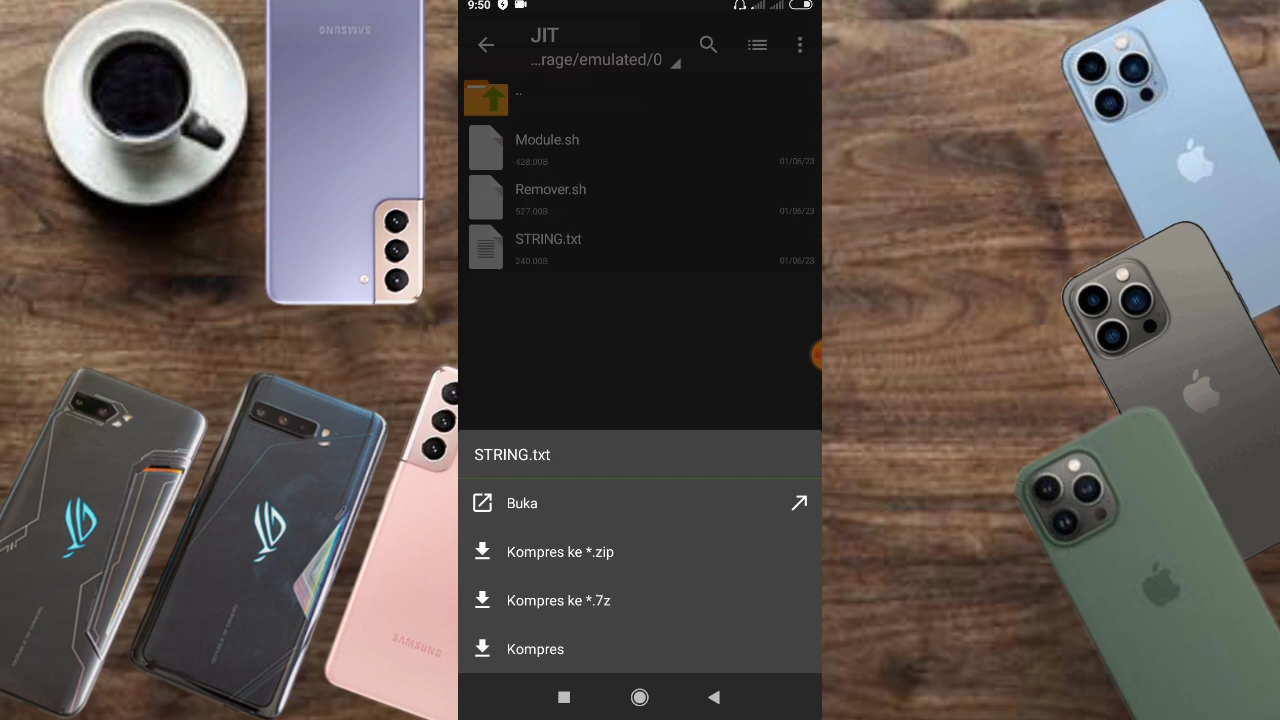 SAMSUNG
9:50
JIT
...rage/emulated/0
..
Module.sh
428.00B
01/06/23
Remover.sh
527.00B
01/06/23
STRING.txt
240.00B
01/06/23
STRING.txt
Buka
Kompres ke *.zip
Kompres ke *.7z
Kompres
SAMSUNG